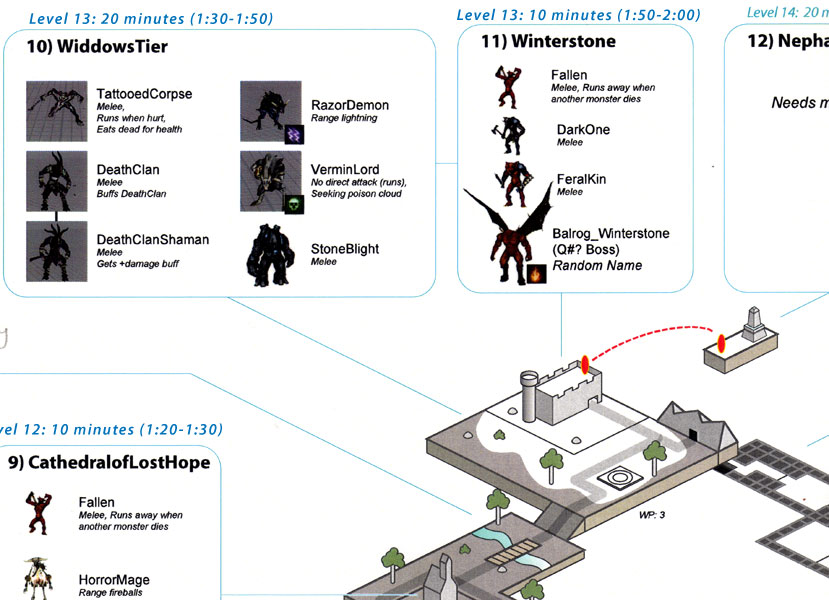 Level 13: 20 minutes (1:30-1:50)
10) WiddowsTier
TattooedCorpse
Melee,
Runs when hurt,
Eats dead for health
DeathClan
Melee
Buffs DeathClan
DeathClanShaman
Melee
Gets +damage buff
RazorDemon
Range lightning
VerminLord
No direct attack (runs),
Seeking poison cloud
StoneBlight
Melee
Level 13: 10 minutes (1:50-2:00)
11) Winterstone
Fallen
Melee, Runs away when
another monster dies
DarkOne
Melee
FeralKin
Melee
Balrog_Winterstone
(Q#? Boss)
Random Name
Level 14: 20 m
12) Nepha
Needs m
vel 12: 10 minutes (1:20-1:30)
9) CathedralofLostHope
Fallen
Melee, Runs away when
another monster dies
HorrorMage
Range fireballs
WP: 3